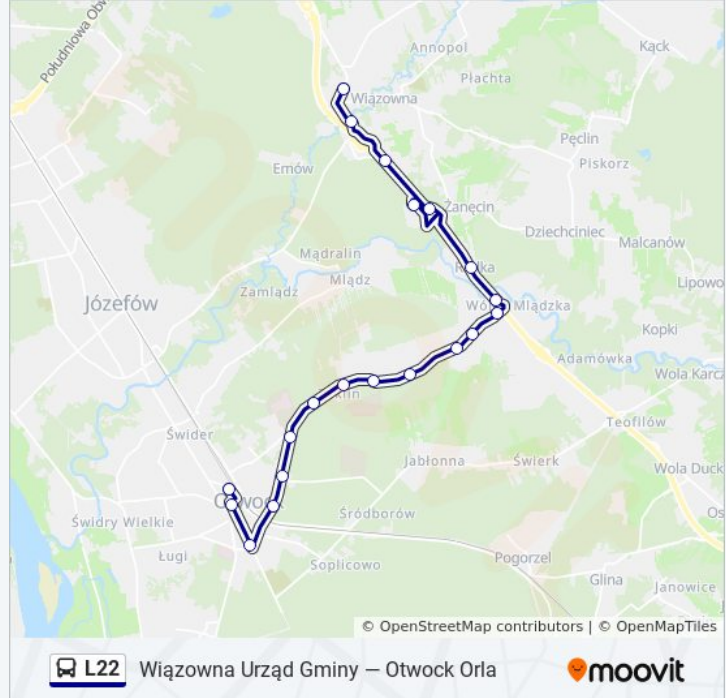 Południowa Obw
Annopol
Kąck
Płachta
Wiązowna
Pęclin
Piskorz
Emów
Żanęcin
Dziechciniec
Malcanów
Mądralin
Mlądz
Zamlądz
Lipowo
Józefów
Mlądzka
Kopki
Adamówka
Wola Karcz
Teofilów
Świder
Jabłonna
Świerk
Wola Duck
Otwock
Śródborów
Os
Świdry Wielkie
Ługi
Soplicowo
Pogorzel
Glina
Janowice
© OpenStreetMap contributors | © OpenMapTiles
L22 Wiązowna Urząd Gminy — Otwock Orla
moovit